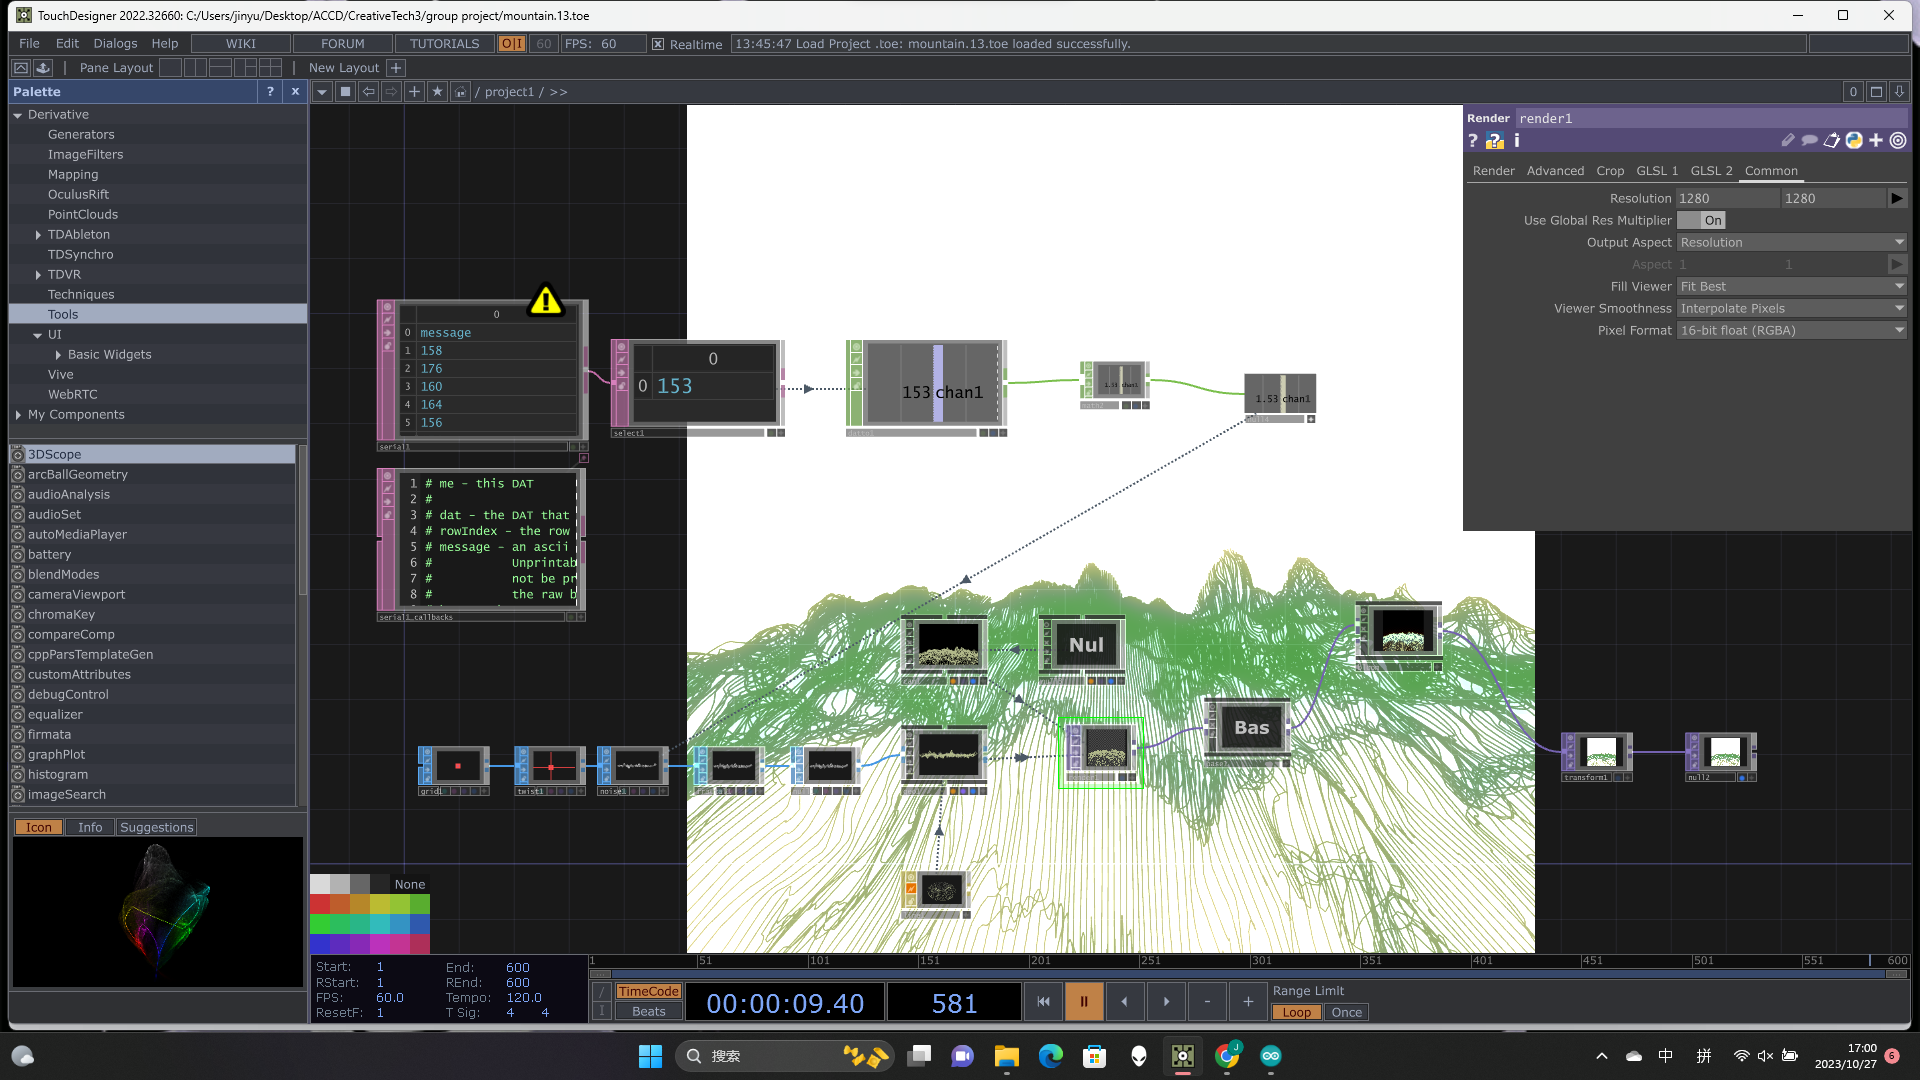 TouchDesigner 2022.32660: C:/Users/jinyu/Desktop/ACCD/CreativeTech3/group project/mountain.13.toe
File Edit Dialogs Help WIKI FORUM TUTORIALS O|I 60 FPS: 60 Realtime 13:45:47 Load Project .toe: mountain.13.toe loaded successfully.
Pane Layout New Layout +
Palette ? x / project1 / >> 0
Derivative
Generators
ImageFilters
Mapping
OculusRift
PointClouds
TDAbleton
TDSynchro
TDVR
Techniques
Tools
UI
Basic Widgets
Vive
WebRTC
My Components
3DScope
arcBallGeometry
audioAnalysis
audioSet
autoMediaPlayer
battery
blendModes
cameraViewport
chromaKey
compareComp
cppParsTemplateGen
customAttributes
debugControl
equalizer
firmata
graphPlot
histogram
imageSearch
Icon Info Suggestions
0
0 message
1 158
2 176
3 160
4 164
5 156
serial1
0
0 153
select1
153 chan1
1.53 chan1
1.53 chan1
1 # me - this DAT
2 #
3 # dat - the DAT that
4 # rowIndex - the row
5 # message - an ascii
6 # Unprintab
7 # not be pr
8 # the raw b
serial1_callbacks
Nul
Bas
grid1
twist1
noise1
transform1
null2
Render render1
? ? i
Render Advanced Crop GLSL 1 GLSL 2 Common
Resolution 1280 1280
Use Global Res Multiplier On
Output Aspect Resolution
Aspect 1 1
Fill Viewer Fit Best
Viewer Smoothness Interpolate Pixels
Pixel Format 16-bit float (RGBA)
None
Start: 1 End: 600
RStart: 1 REnd: 600
FPS: 60.0 Tempo: 120.0
ResetF: 1 T Sig: 4 4
1 51 101 151 201 251 301 351 401 451 501 551 600
TimeCode
Beats
00:00:09.40
581
- +
Range Limit
Loop Once
搜索
中 拼
17:00
2023/10/27
6
J